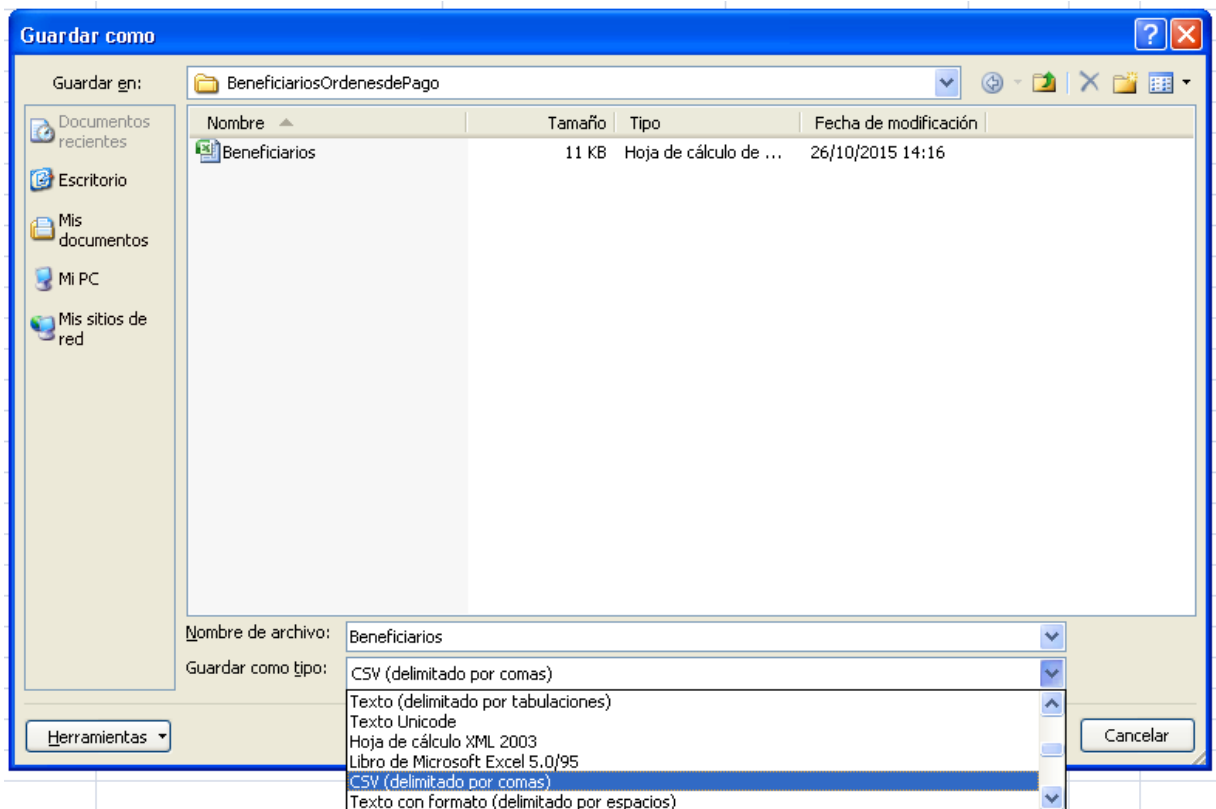 Guardar como
Guardar en:
BeneficiariosOrdenesdePago
Documentos
recientes
Escritorio
Mis
documentos
Mi PC
Mis sitios de
red
Nombre Tamaño Tipo Fecha de modificación
Beneficiarios 11 KB Hoja de cálculo de ... 26/10/2015 14:16
Nombre de archivo: Beneficiarios
Guardar como tipo: CSV (delimitado por comas)
Texto (delimitado por tabulaciones)
Texto Unicode
Hoja de cálculo XML 2003
Libro de Microsoft Excel 5.0/95
CSV (delimitado por comas)
Texto con formato (delimitado por espacios)
Herramientas
Cancelar